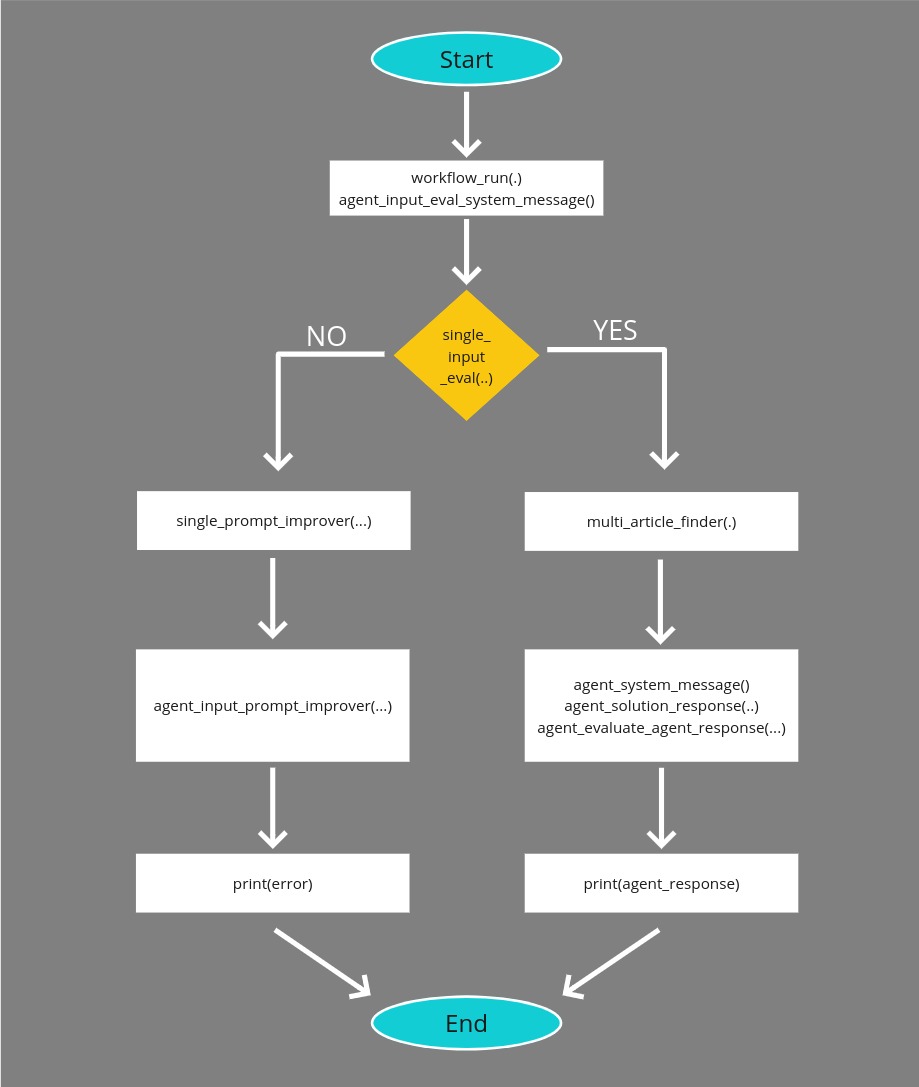 Start
workflow_run(.)
agent_input_eval_system_message()
single_
input
_eval(..)
NO
YES
single_prompt_improver(...)
multi_article_finder(.)
agent_input_prompt_improver(...)
agent_system_message()
agent_solution_response(..)
agent_evaluate_agent_response(...)
print(error)
print(agent_response)
End